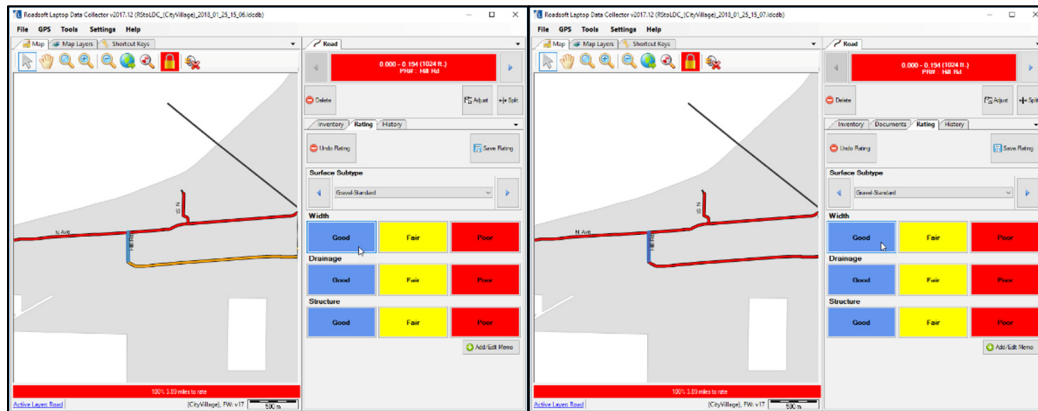 Roadsoft Laptop Data Collector v2017.12 (RStoLDC_(CityVillage)_2018_01_25_15_06.ldcdb)
File GPS Tools Settings Help
Map Map Layers Shortcut Keys
N Ave
100% 5.89 miles to rate
Active Layer: Road
(CityVillage), FW: v17
500 m
Road
0.000 - 0.194 (1024 ft.)
PR# : Hill Rd
Delete Adjust Split
Inventory Rating History
Undo Rating Save Rating
Surface Subtype
Gravel-Standard
Width
Good Fair Poor
Drainage
Good Fair Poor
Structure
Good Fair Poor
Add/Edit Memo
Roadsoft Laptop Data Collector v2017.12 (RStoLDC_(CityVillage)_2018_01_25_15_07.ldcdb)
File GPS Tools Settings Help
Map Map Layers Shortcut Keys
N Ave
100% 5.89 miles to rate
Active Layer: Road
(CityVillage), FW: v17
500 m
Road
0.000 - 0.194 (1024 ft.)
PR# : Hill Rd
Delete Adjust Split
Inventory Documents Rating History
Undo Rating Save Rating
Surface Subtype
Gravel-Standard
Width
Good Fair Poor
Drainage
Good Fair Poor
Structure
Good Fair Poor
Add/Edit Memo